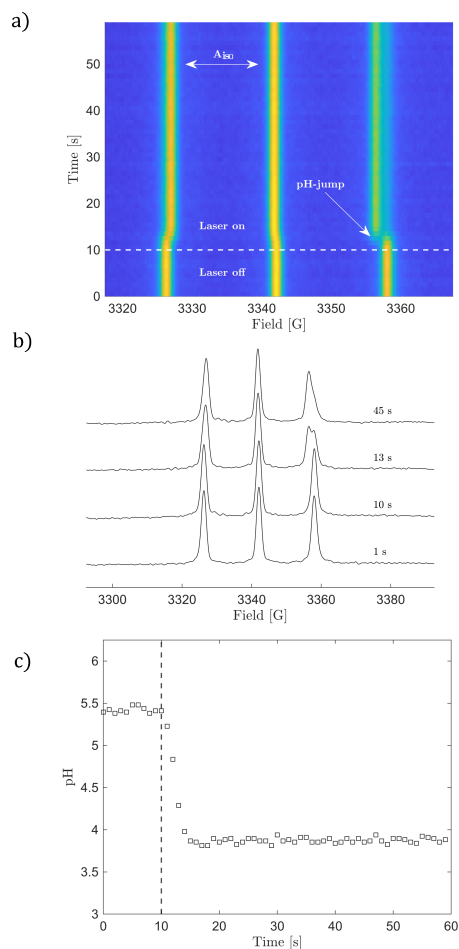 a)
A_iso
pH-jump
Laser on
Laser off
Time [s]
50
40
30
20
10
0
3320
3330
3340
3350
3360
Field [G]
b)
45 s
13 s
10 s
1 s
3300
3320
3340
3360
3380
Field [G]
c)
pH
6
5.5
5
4.5
4
3.5
3
0
10
20
30
40
50
60
Time [s]